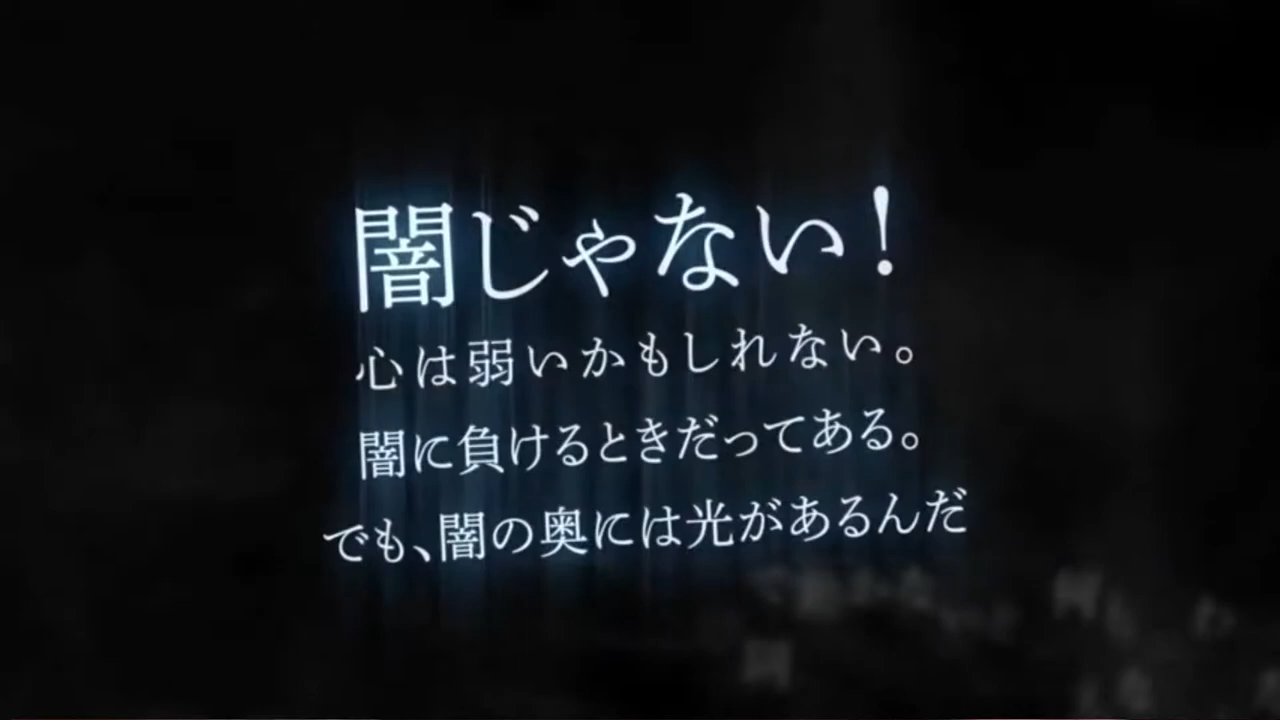 闇じゃない！
心は弱いかもしれない。
闇に負けるときだってある。
でも、闇の奥には光があるんだ